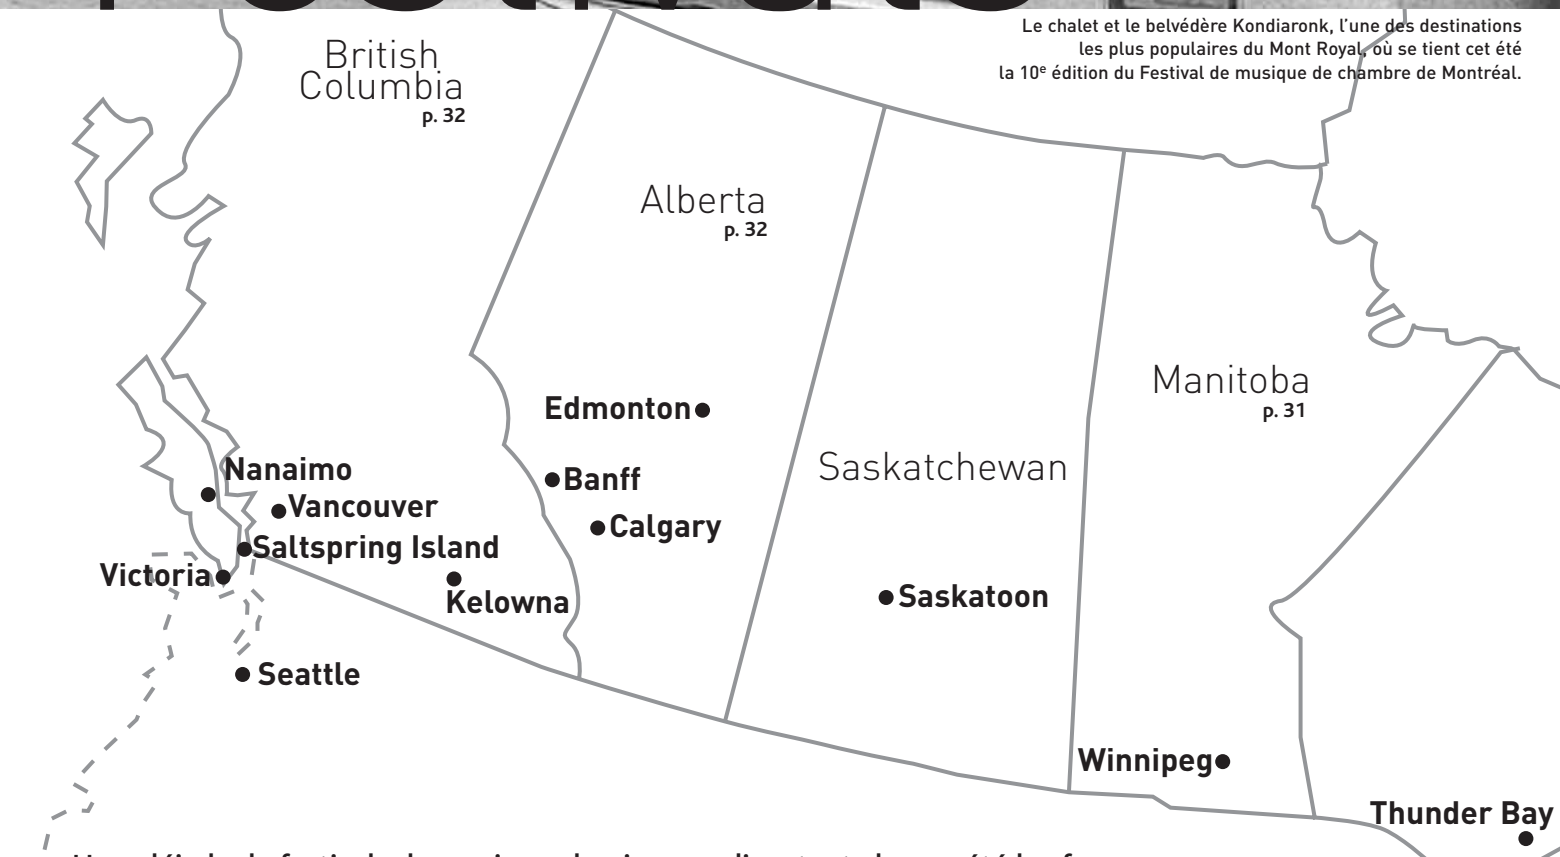 Le chalet et le belvédère Kondiaronk, l'une des destinations
les plus populaires du Mont Royal, où se tient cet été
la 10e édition du Festival de musique de chambre de Montréal.
British
Columbia
p. 32
Alberta
p. 32
Manitoba
p. 31
Edmonton
Saskatchewan
Nanaimo
Banff
Vancouver
Calgary
Saltspring Island
Victoria
Kelowna
Saskatoon
Seattle
Winnipeg
Thunder Bay